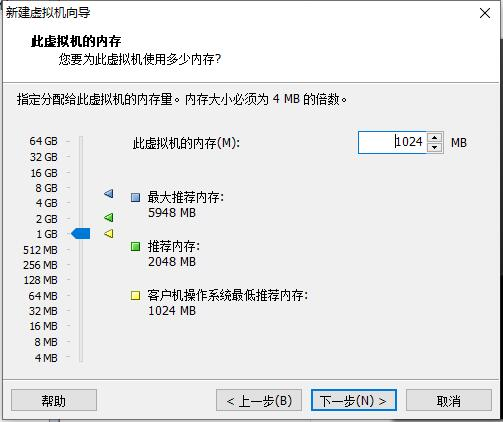 新建虚拟机向导
此虚拟机的内存
您要为此虚拟机使用多少内存?
指定分配给此虚拟机的内存量。内存大小必须为 4 MB 的倍数。
64 GB
32 GB
16 GB
8 GB
4 GB
2 GB
1 GB
512 MB
256 MB
128 MB
64 MB
32 MB
16 MB
8 MB
4 MB
此虚拟机的内存(M): 1024 MB
最大推荐内存:
5948 MB
推荐内存:
2048 MB
客户机操作系统最低推荐内存:
1024 MB
帮助 < 上一步(B) 下一步(N) > 取消